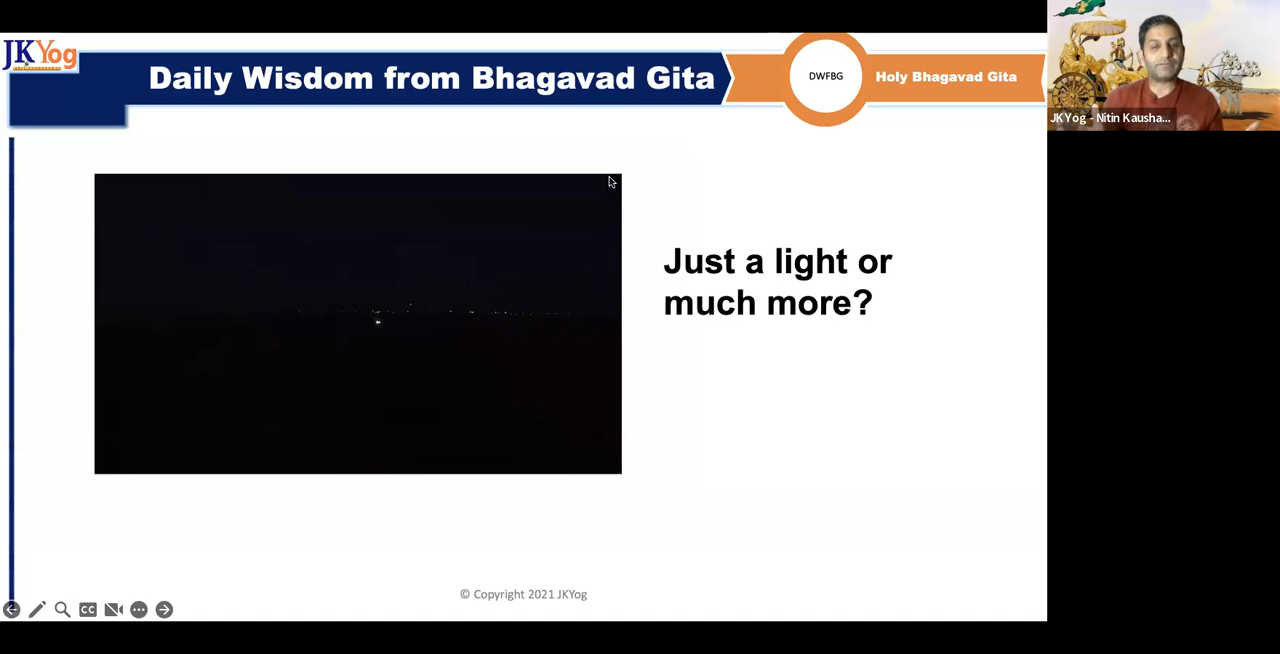 JKYog
Daily Wisdom from Bhagavad Gita
DWFBG
Holy Bhagavad Gita
JKYog - Nitin Kausha...
Just a light or
much more?
© Copyright 2021 JKYog
CC